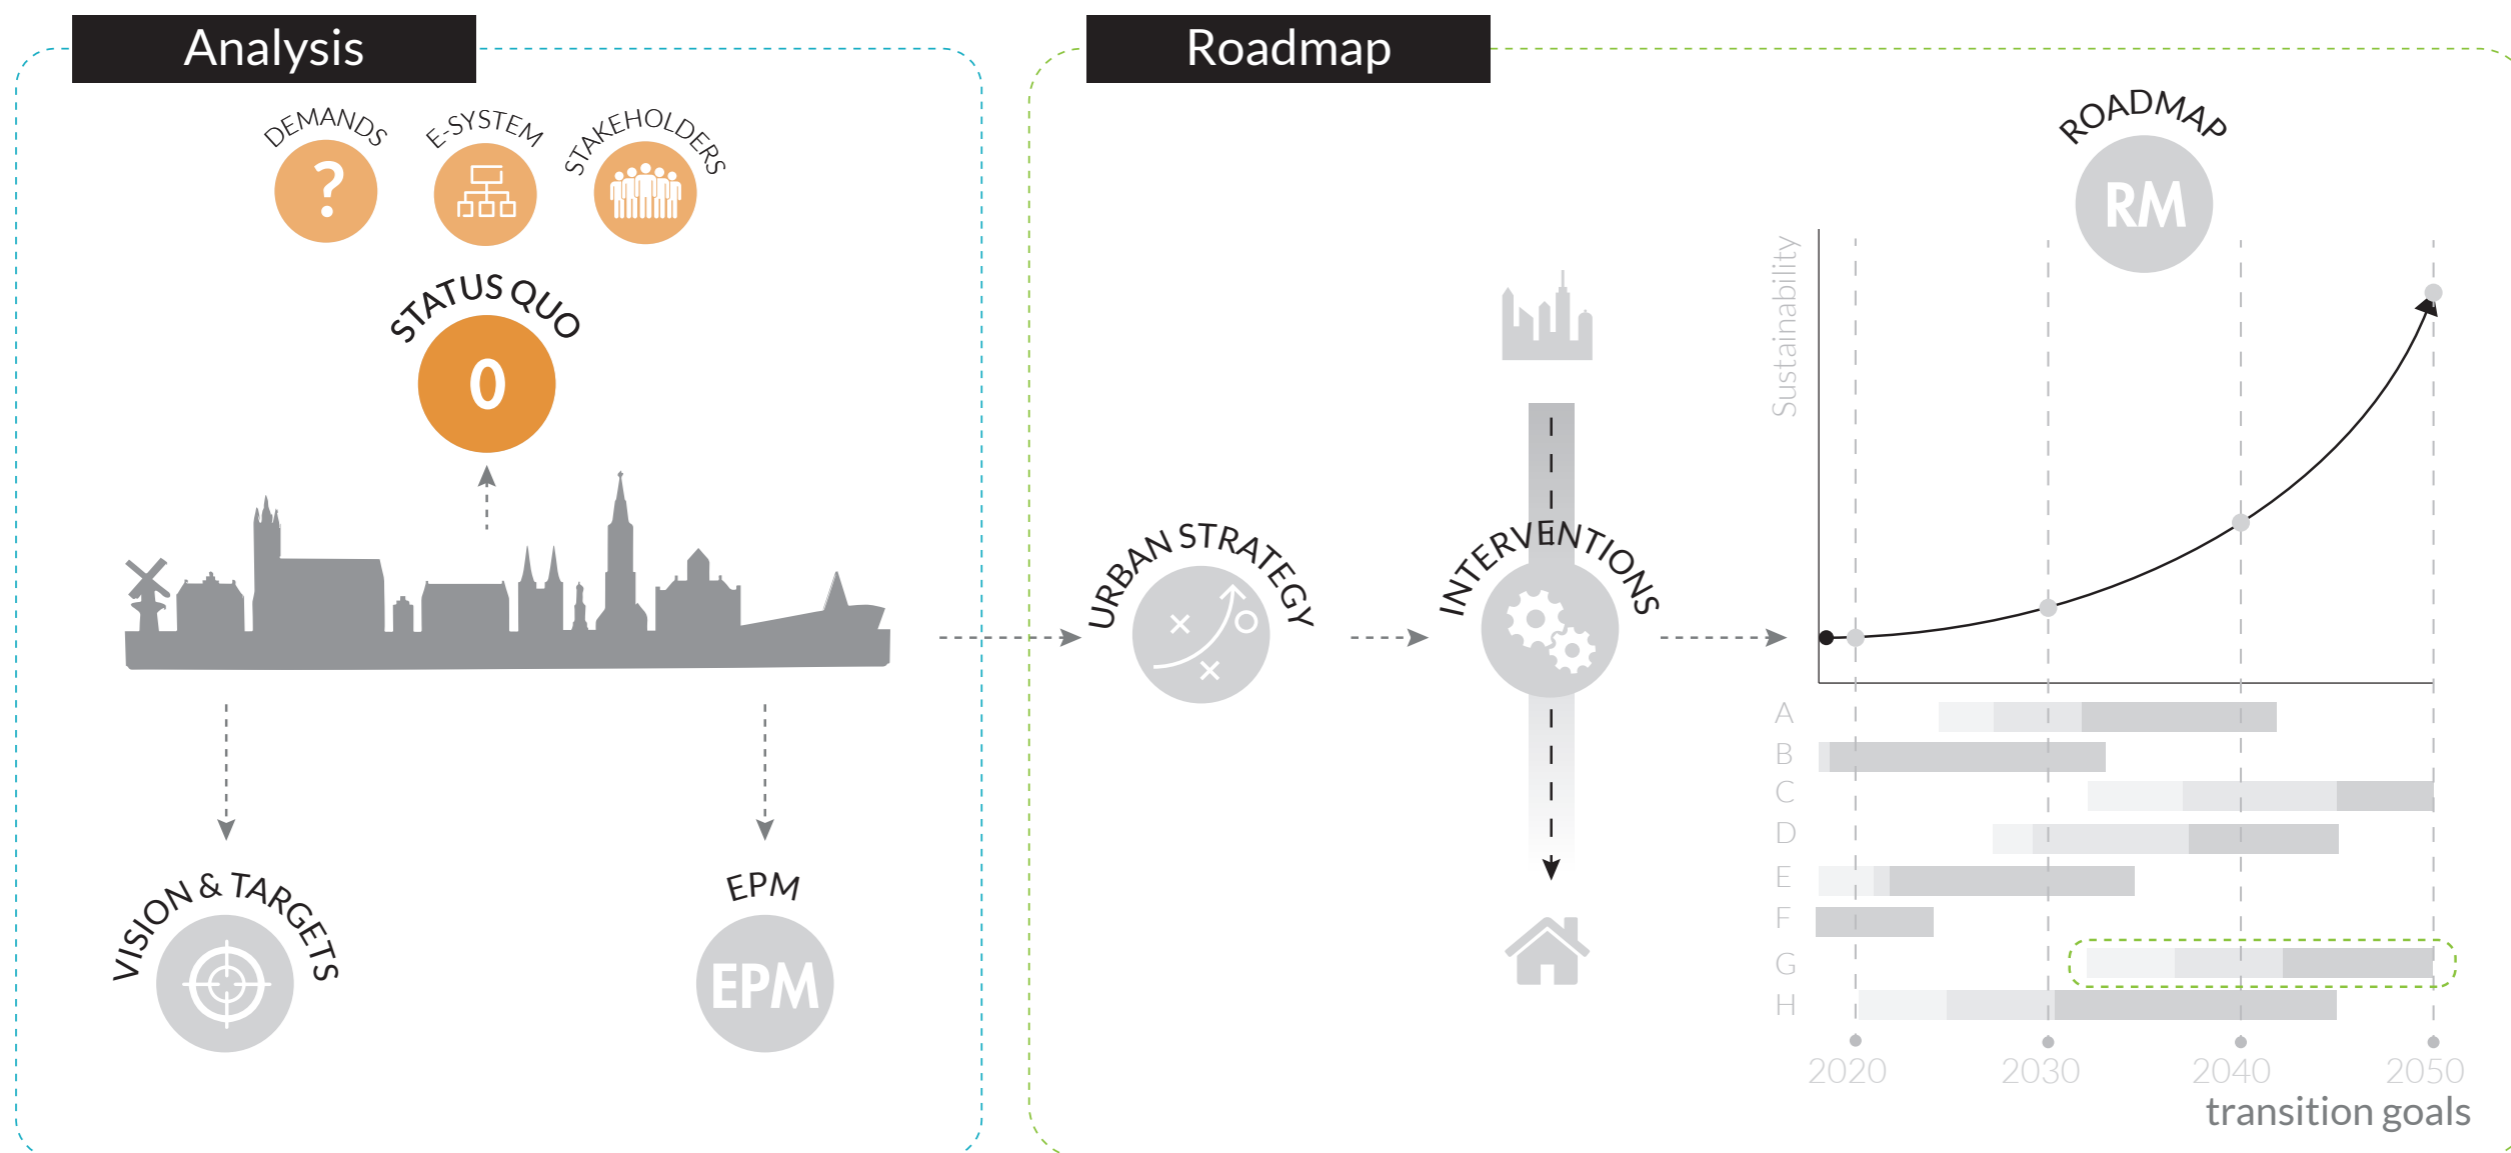 Analysis
DEMANDS
?
E-SYSTEM
STAKEHOLDERS
STATUS QUO
0
VISION & TARGETS
EPM
EPM
Roadmap
URBAN STRATEGY
INTERVENTIONS
ROADMAP
RM
Sustainability
A
B
C
D
E
F
G
H
2020 2030 2040 2050
transition goals